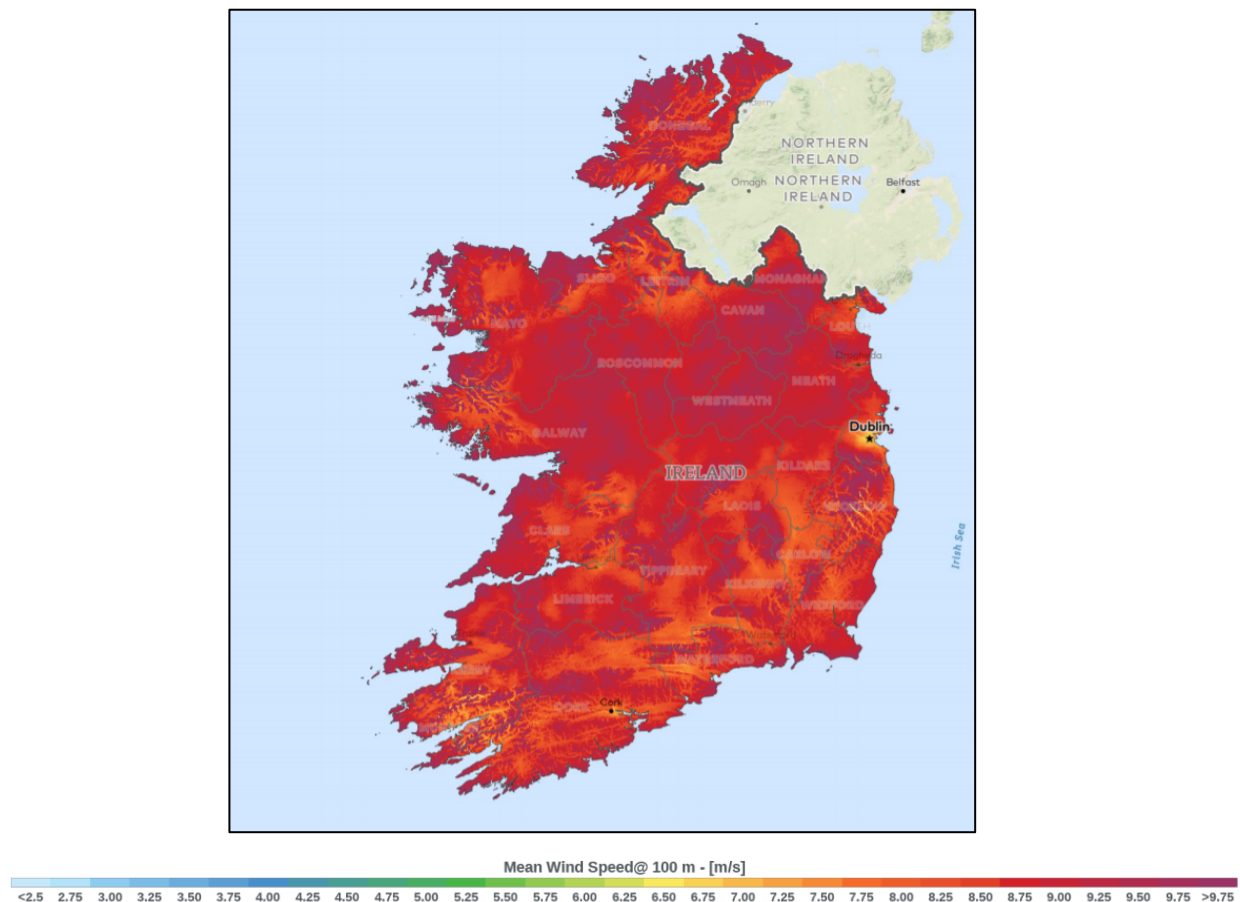 DONEGAL
NORTHERN
IRELAND
Omagh
NORTHERN
IRELAND
Belfast
SLIGO
LEITRIM
MONAGHAN
CAVAN
MAYO
LOUTH
Drogheda
ROSCOMMON
MEATH
WESTMEATH
Dublin
GALWAY
KILDARE
IRELAND
LAOIS
WICKLOW
CLARE
Irish Sea
CARLOW
TIPPERARY
KILKENNY
LIMERICK
WEXFORD
WATERFORD
Cork
CORK
Mean Wind Speed@ 100 m - [m/s]
<2.5 2.75 3.00 3.25 3.50 3.75 4.00 4.25 4.50 4.75 5.00 5.25 5.50 5.75 6.00 6.25 6.50 6.75 7.00 7.25 7.50 7.75 8.00 8.25 8.50 8.75 9.00 9.25 9.50 9.75 >9.75